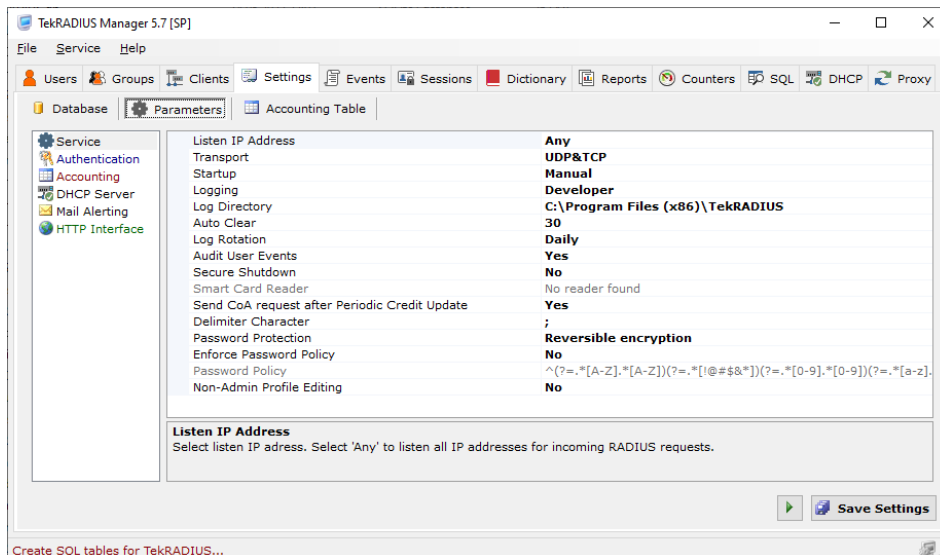 TekRADIUS Manager 5.7 [SP]
File Service Help
Users Groups Clients Settings Events Sessions Dictionary Reports Counters SQL DHCP Proxy
Database Parameters Accounting Table
Service
Authentication
Accounting
DHCP Server
Mail Alerting
HTTP Interface
Listen IP Address Any
Transport UDP&TCP
Startup Manual
Logging Developer
Log Directory C:\Program Files (x86)\TekRADIUS
Auto Clear 30
Log Rotation Daily
Audit User Events Yes
Secure Shutdown No
Smart Card Reader No reader found
Send CoA request after Periodic Credit Update Yes
Delimiter Character ;
Password Protection Reversible encryption
Enforce Password Policy No
Password Policy ^(?=.*[A-Z].*[A-Z])(?=.*[!@#$&*])(?=.*[0-9].*[0-9])(?=.*[a-z].
Non-Admin Profile Editing No
Listen IP Address
Select listen IP adress. Select 'Any' to listen all IP addresses for incoming RADIUS requests.
Save Settings
Create SQL tables for TekRADIUS...